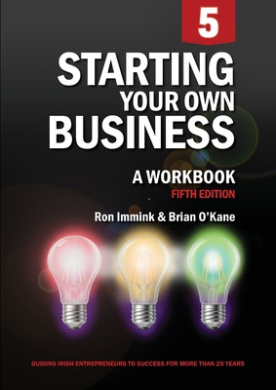 5
STARTING
YOUR OWN
BUSINESS
A WORKBOOK
FIFTH EDITION
Ron Immink & Brian O'Kane
GUIDING IRISH ENTREPRENEURS TO SUCCESS FOR MORE THAN 25 YEARS